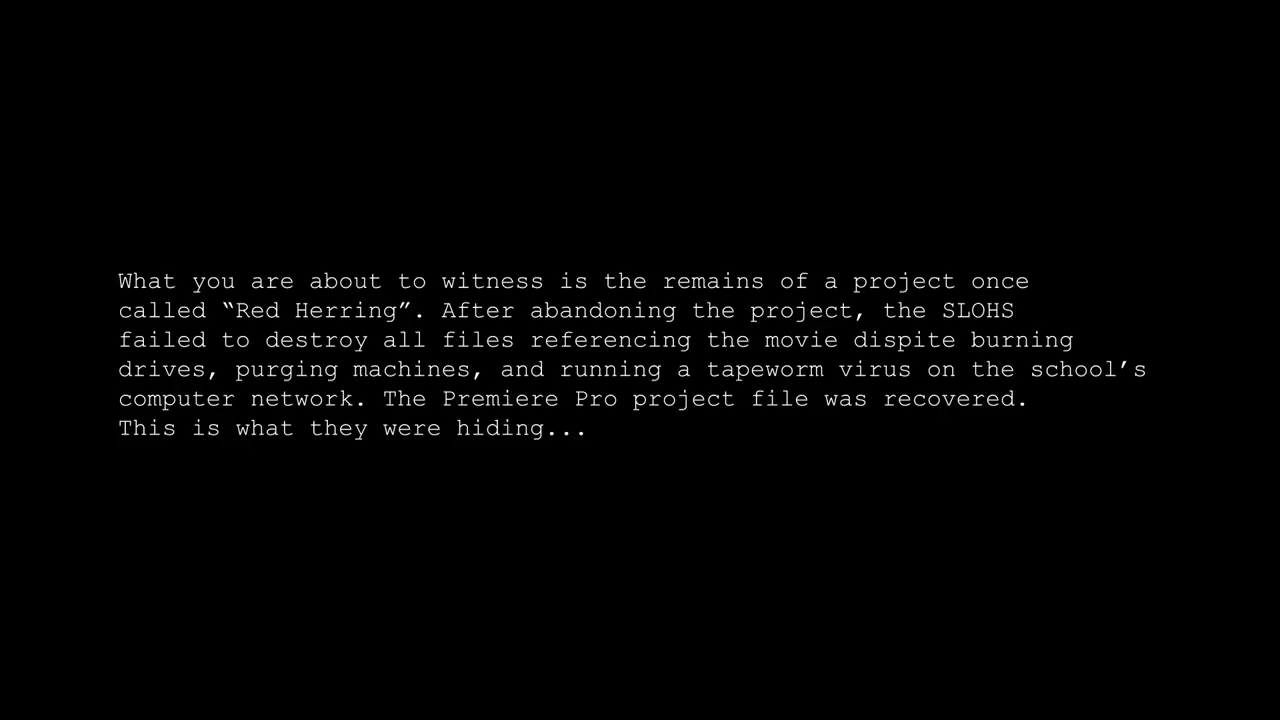 What you are about to witness is the remains of a project once
called “Red Herring”. After abandoning the project, the SLOHS
failed to destroy all files referencing the movie dispite burning
drives, purging machines, and running a tapeworm virus on the school’s
computer network. The Premiere Pro project file was recovered.
This is what they were hiding...